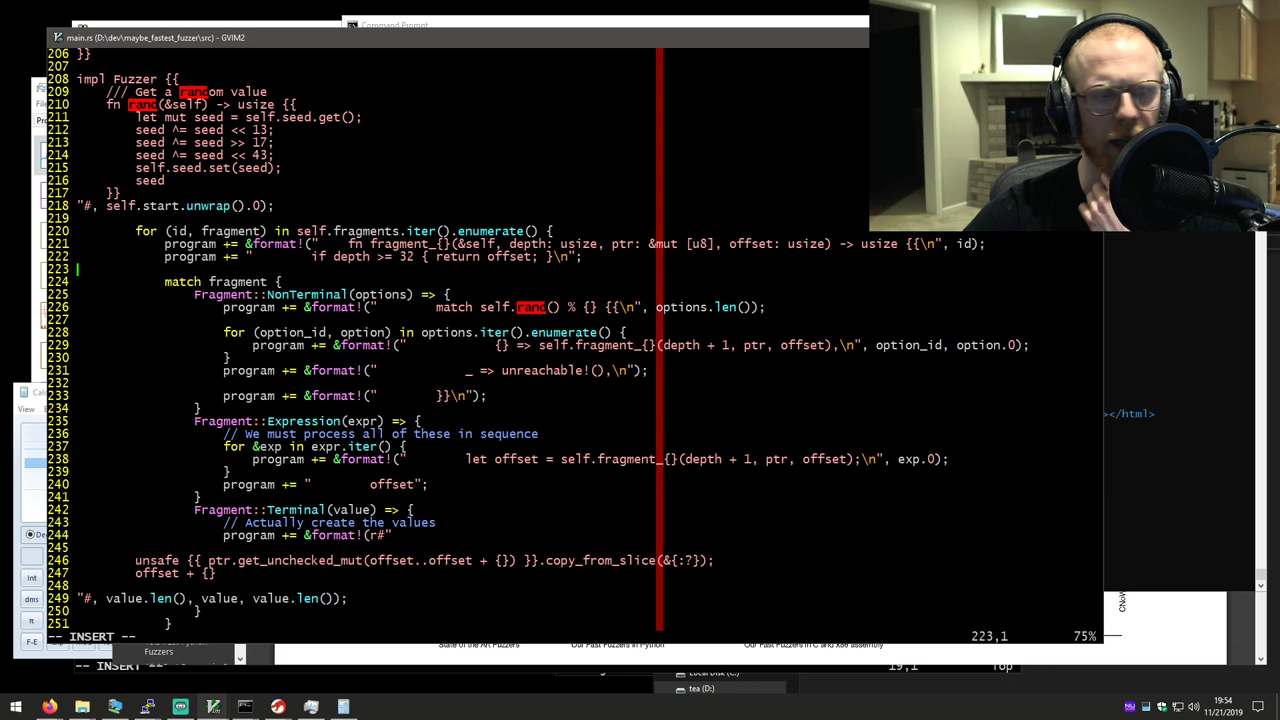 Command Prompt
main.rs (D:\dev\maybe_fastest_fuzzer\src) - GVIM2
206 }}
207
208 impl Fuzzer {{
209     /// Get a random value
210     fn rand(&self) -> usize {{
211         let mut seed = self.seed.get();
212         seed ^= seed << 13;
213         seed ^= seed >> 17;
214         seed ^= seed << 43;
215         self.seed.set(seed);
216         seed
217     }}
218 "#, self.start.unwrap().0);
219
220         for (id, fragment) in self.fragments.iter().enumerate() {
221             program += &format!("    fn fragment_{}(&self, depth: usize, ptr: &mut [u8], offset: usize) -> usize {{\n", id);
222             program += "        if depth >= 32 { return offset; }\n";
223
224             match fragment {
225                 Fragment::NonTerminal(options) => {
226                     program += &format!("        match self.rand() % {} {{\n", options.len());
227
228                     for (option_id, option) in options.iter().enumerate() {
229                         program += &format!("            {} => self.fragment_{}(depth + 1, ptr, offset),\n", option_id, option.0);
230                     }
231                     program += &format!("            _ => unreachable!(),\n");
232
233                     program += &format!("        }}\n");
234                 }
235                 Fragment::Expression(expr) => {
236                     // We must process all of these in sequence
237                     for &exp in expr.iter() {
238                         program += &format!("        let offset = self.fragment_{}(depth + 1, ptr, offset);\n", exp.0);
239                     }
240                     program += "        offset";
241                 }
242                 Fragment::Terminal(value) => {
243                     // Actually create the values
244                     program += &format!(r#"
245
246         unsafe {{ ptr.get_unchecked_mut(offset..offset + {}) }}.copy_from_slice(&{:?});
247         offset + {}
248
249 "#, value.len(), value, value.len());
250                 }
251             }
-- INSERT --
223,1
75%
></html>
View
Int
dms
π
F-E
Fuzzers
State of the Art Fuzzers
Our Fast Fuzzers in Python
Our Fast Fuzzers in C and x86 assembly
-- INSERT --
19,1
Top
Local Disk (C:)
tea (D:)
19:54
11/21/2019